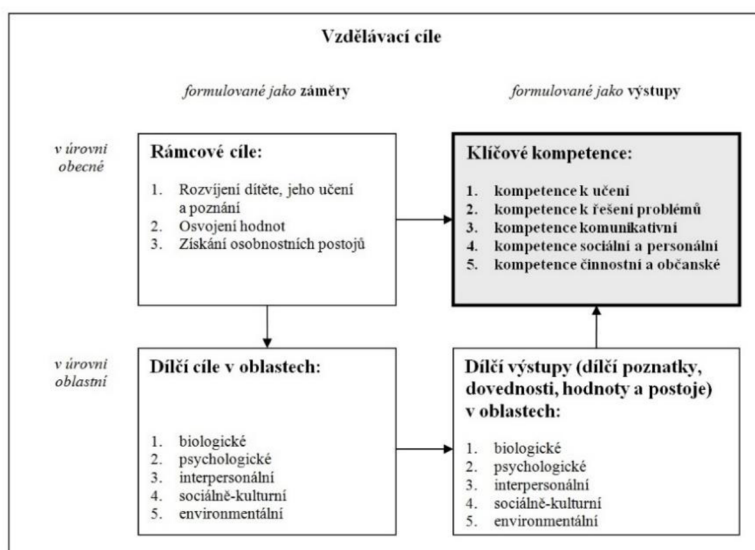 Vzdělávací cíle
formulované jako záměry
formulované jako výstupy
v úrovni
obecné
Rámcové cíle:
1. Rozvíjení dítěte, jeho učení
a poznání
2. Osvojení hodnot
3. Získání osobnostních postojů
Klíčové kompetence:
1. kompetence k učení
2. kompetence k řešení problémů
3. kompetence komunikativní
4. kompetence sociální a personální
5. kompetence činnostní a občanské
v úrovni
oblastní
Dílčí cíle v oblastech:
1. biologické
2. psychologické
3. interpersonální
4. sociálně-kulturní
5. environmentální
Dílčí výstupy (dílčí poznatky,
dovednosti, hodnoty a postoje)
v oblastech:
1. biologické
2. psychologické
3. interpersonální
4. sociálně-kulturní
5. environmentální